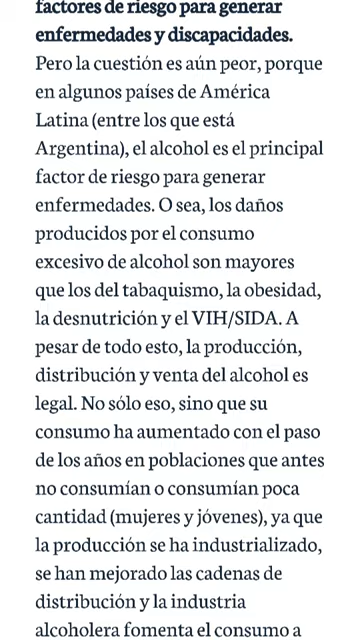 factores de riesgo para generar
enfermedades y discapacidades.
Pero la cuestión es aún peor, porque
en algunos países de América
Latina (entre los que está
Argentina), el alcohol es el principal
factor de riesgo para generar
enfermedades. O sea, los daños
producidos por el consumo
excesivo de alcohol son mayores
que los del tabaquismo, la obesidad,
la desnutrición y el VIH/SIDA. A
pesar de todo esto, la producción,
distribución y venta del alcohol es
legal. No sólo eso, sino que su
consumo ha aumentado con el paso
de los años en poblaciones que antes
no consumían o consumían poca
cantidad (mujeres y jóvenes), ya que
la producción se ha industrializado,
se han mejorado las cadenas de
distribución y la industria
alcoholera fomenta el consumo a